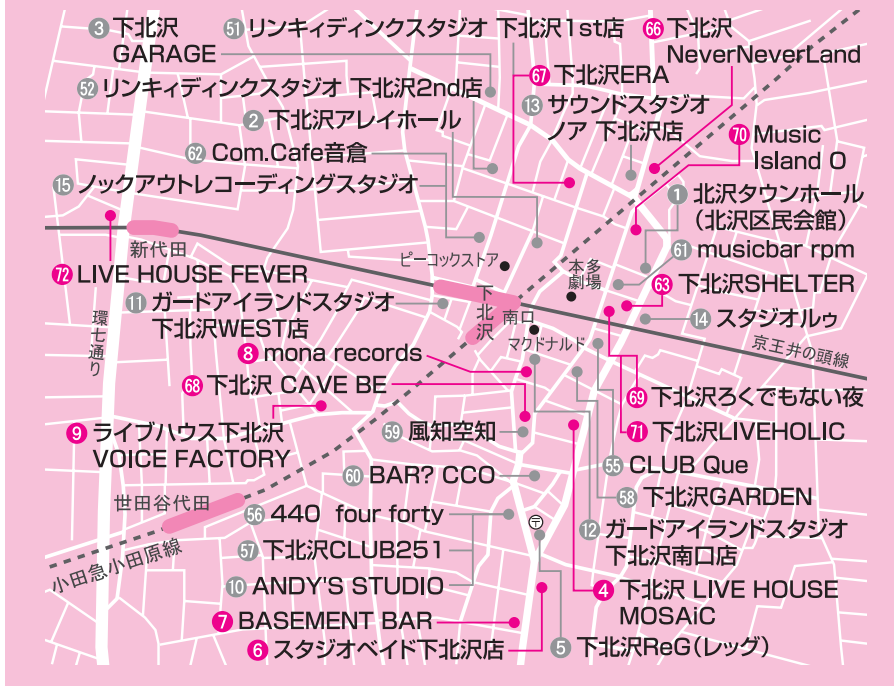 3 下北沢
GARAGE
51 リンキィディンクスタジオ 下北沢1st店
66 下北沢
NeverNeverLand
67 下北沢ERA
52 リンキィディンクスタジオ 下北沢2nd店
13 サウンドスタジオ
ノア 下北沢店
2 下北沢アレイホール
70 Music
Island O
62 Com.Cafe音倉
15 ノックアウトレコーディングスタジオ
1 北沢タウンホール
(北沢区民会館)
新代田
61 musicbar rpm
ピーコックストア
本多
劇場
72 LIVE HOUSE FEVER
63 下北沢SHELTER
11 ガードアイランドスタジオ
下北沢WEST店
下北沢
南口
14 スタジオルゥ
環七通り
マクドナルド
京王井の頭線
8 mona records
68 下北沢 CAVE BE
69 下北沢ろくでもない夜
9 ライブハウス下北沢
VOICE FACTORY
59 風知空知
71 下北沢LIVEHOLIC
60 BAR? CCO
55 CLUB Que
世田谷代田
58 下北沢GARDEN
56 440 four forty
〒
12 ガードアイランドスタジオ
下北沢南口店
57 下北沢CLUB251
小田急小田原線
10 ANDY'S STUDIO
4 下北沢 LIVE HOUSE
MOSAiC
7 BASEMENT BAR
6 スタジオベイド下北沢店
5 下北沢ReG(レッグ)